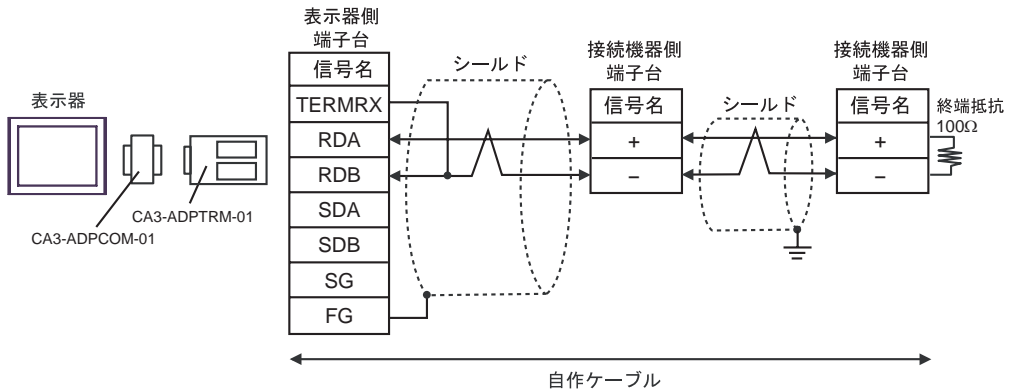 表示器
CA3-ADPCOM-01
CA3-ADPTRM-01
表示器側
端子台
信号名
TERMRX
RDA
RDB
SDA
SDB
SG
FG
シールド
接続機器側
端子台
信号名
+
−
シールド
接続機器側
端子台
信号名
+
−
終端抵抗
100Ω
自作ケーブル